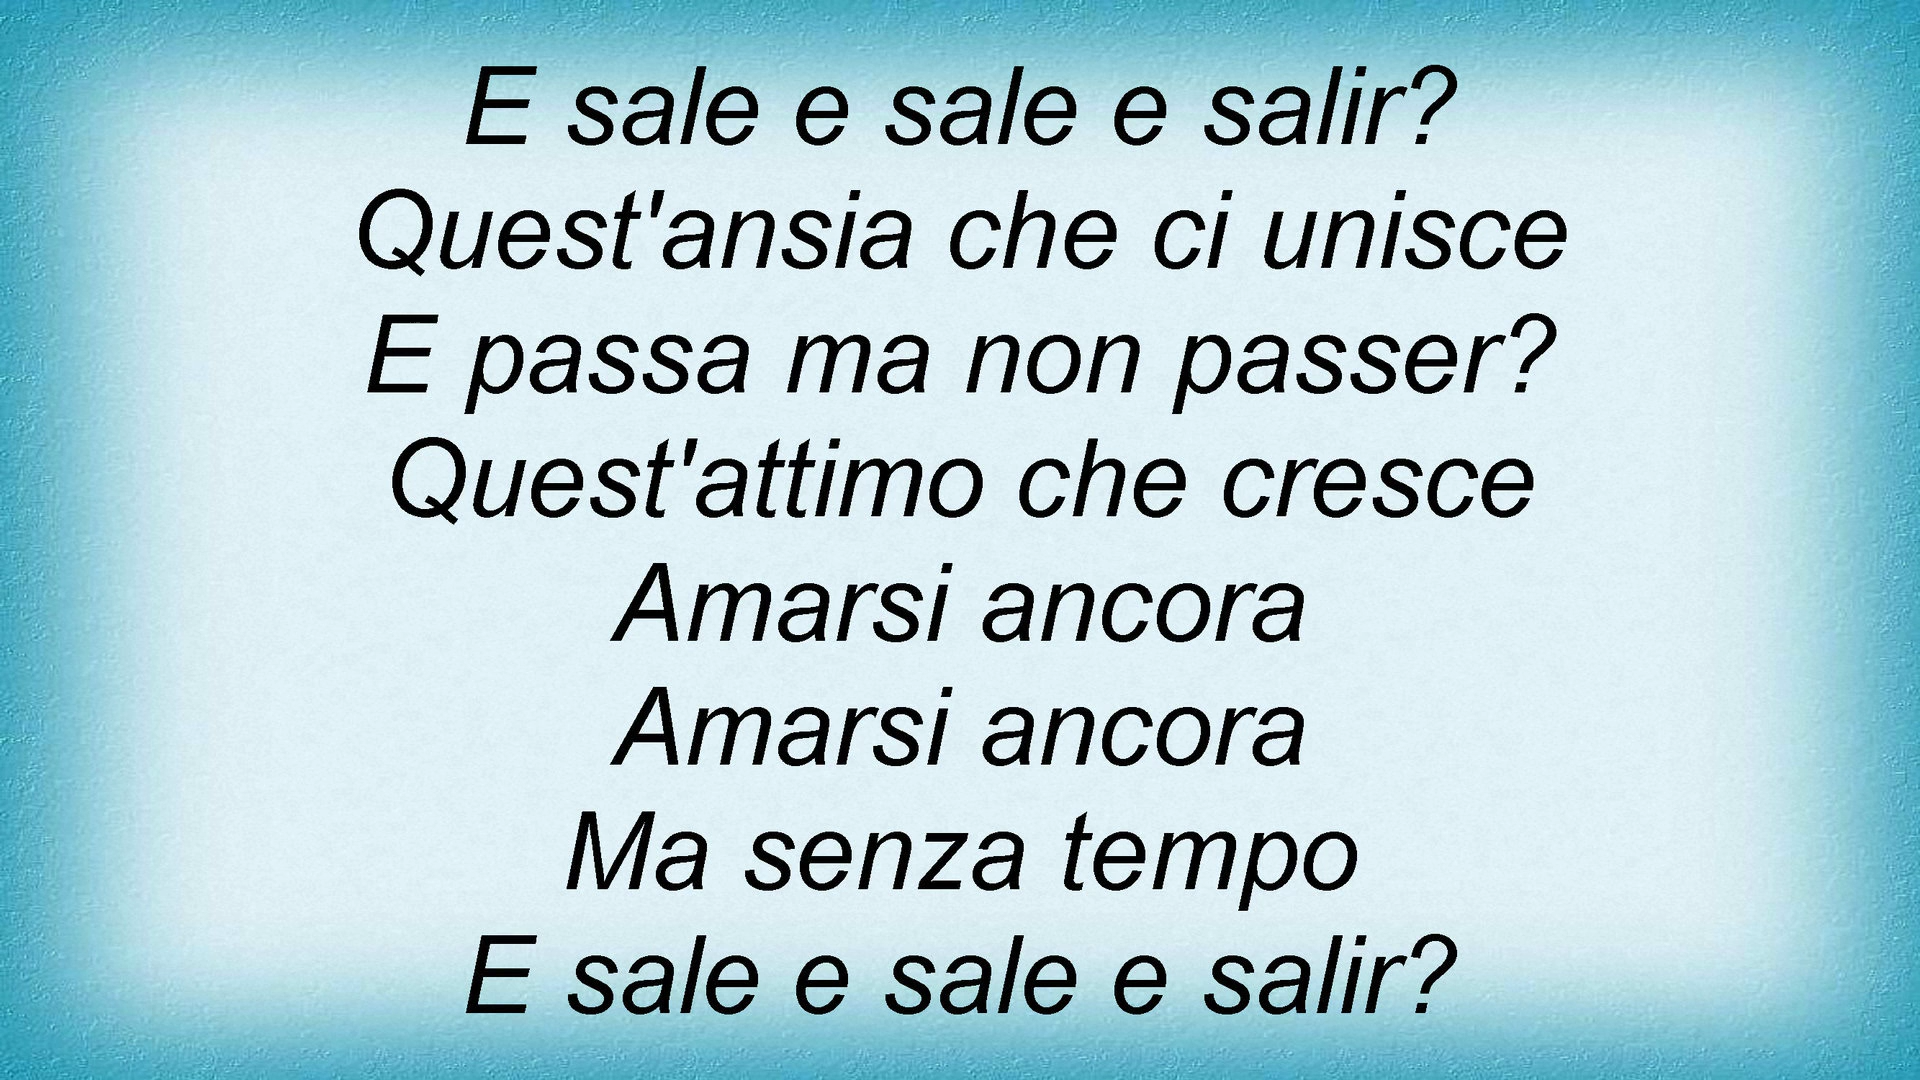 E sale e sale e salir?
Quest'ansia che ci unisce
E passa ma non passer?
Quest'attimo che cresce
Amarsi ancora
Amarsi ancora
Ma senza tempo
E sale e sale e salir?